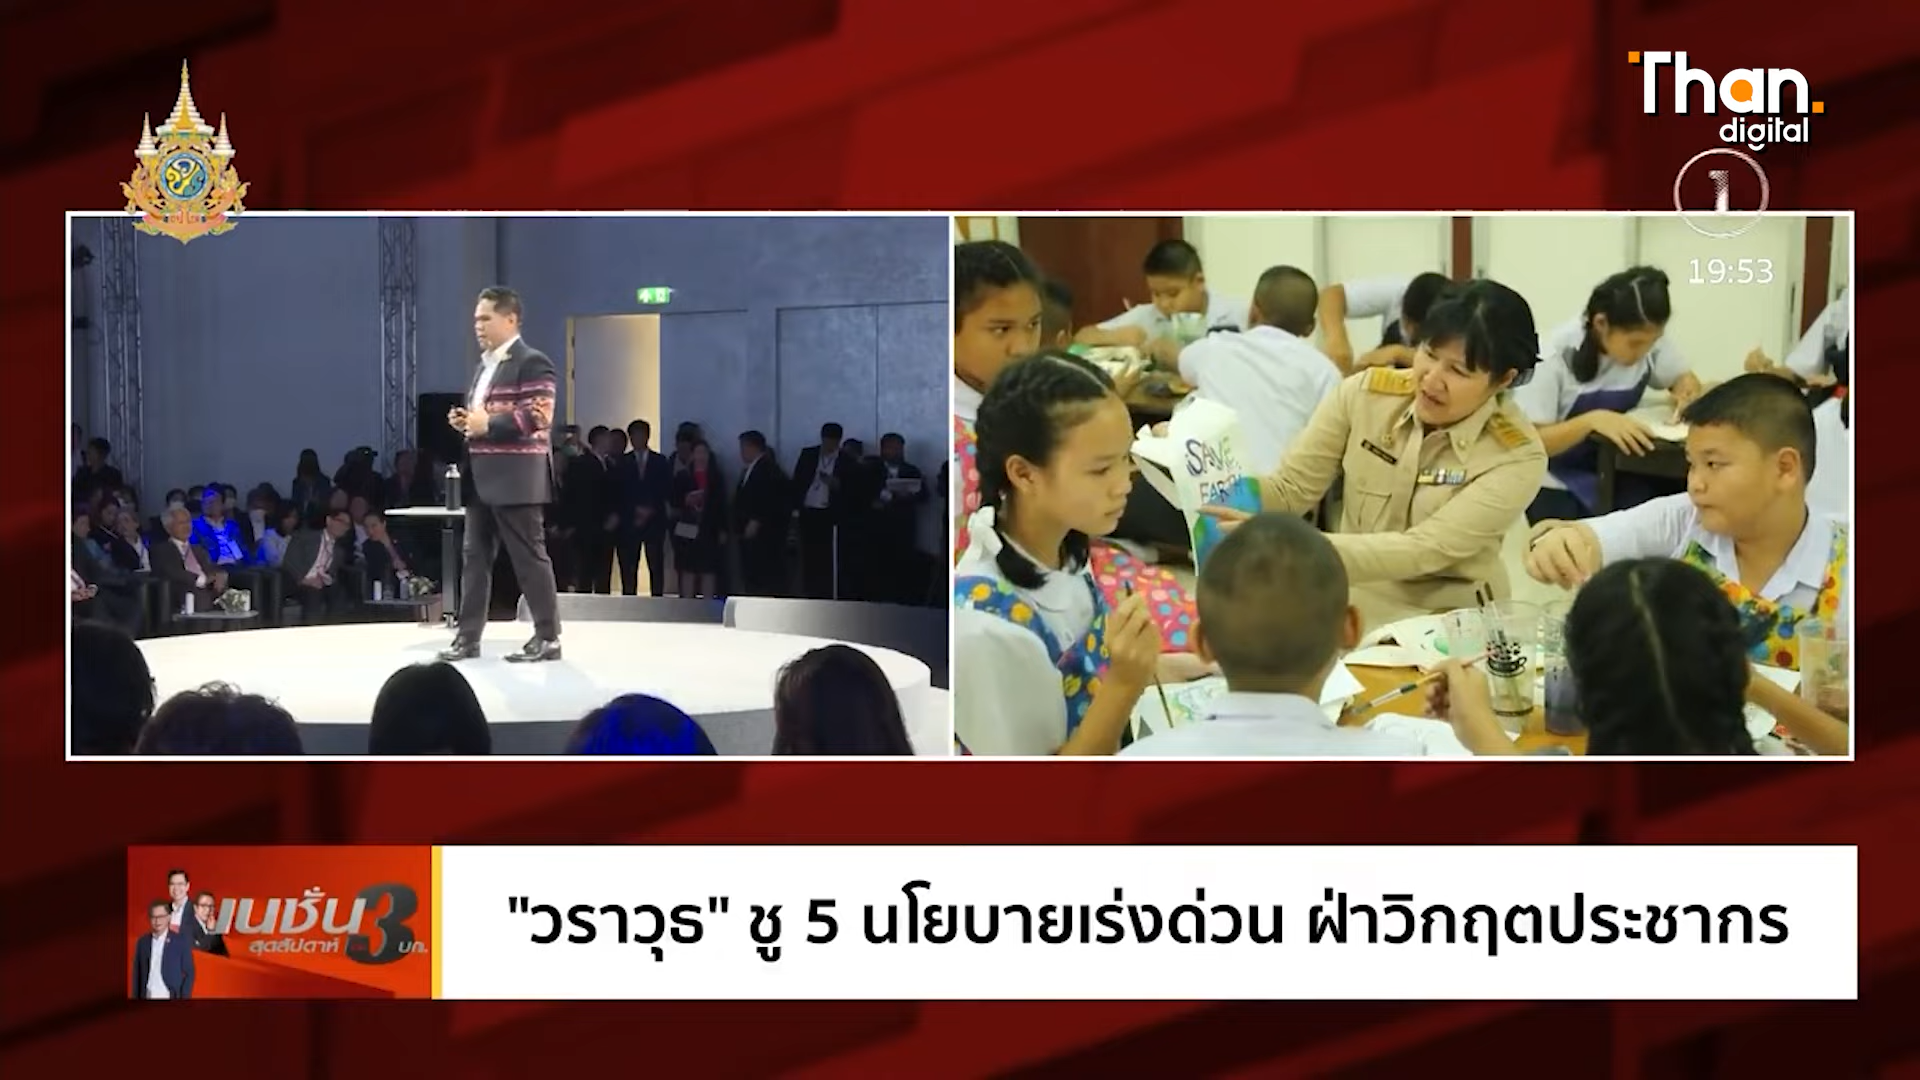 Than.
digital
1
19:53
SAVE
EARTH
เนชั่น3
สุดสัปดาห์ บก.
"วราวุธ" ชู 5 นโยบายเร่งด่วน ฝ่าวิกฤตประชากร